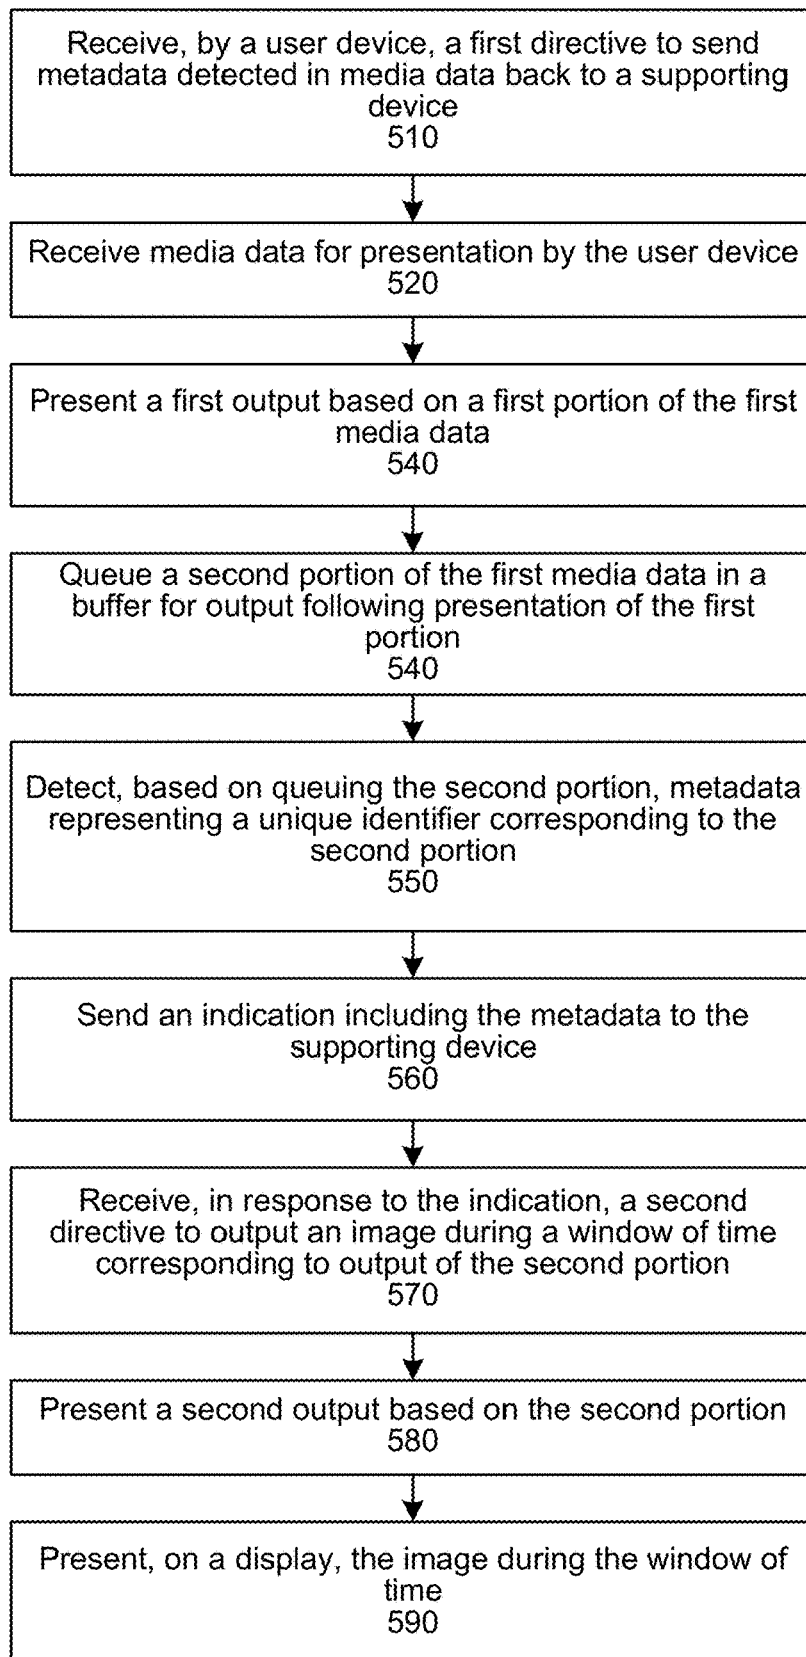 Receive, by a user device, a first directive to send
metadata detected in media data back to a supporting
device
510
Receive media data for presentation by the user device
520
Present a first output based on a first portion of the first
media data
540
Queue a second portion of the first media data in a
buffer for output following presentation of the first
portion
540
Detect, based on queuing the second portion, metadata
representing a unique identifier corresponding to the
second portion
550
Send an indication including the metadata to the
supporting device
560
Receive, in response to the indication, a second
directive to output an image during a window of time
corresponding to output of the second portion
570
Present a second output based on the second portion
580
Present, on a display, the image during the window of
time
590